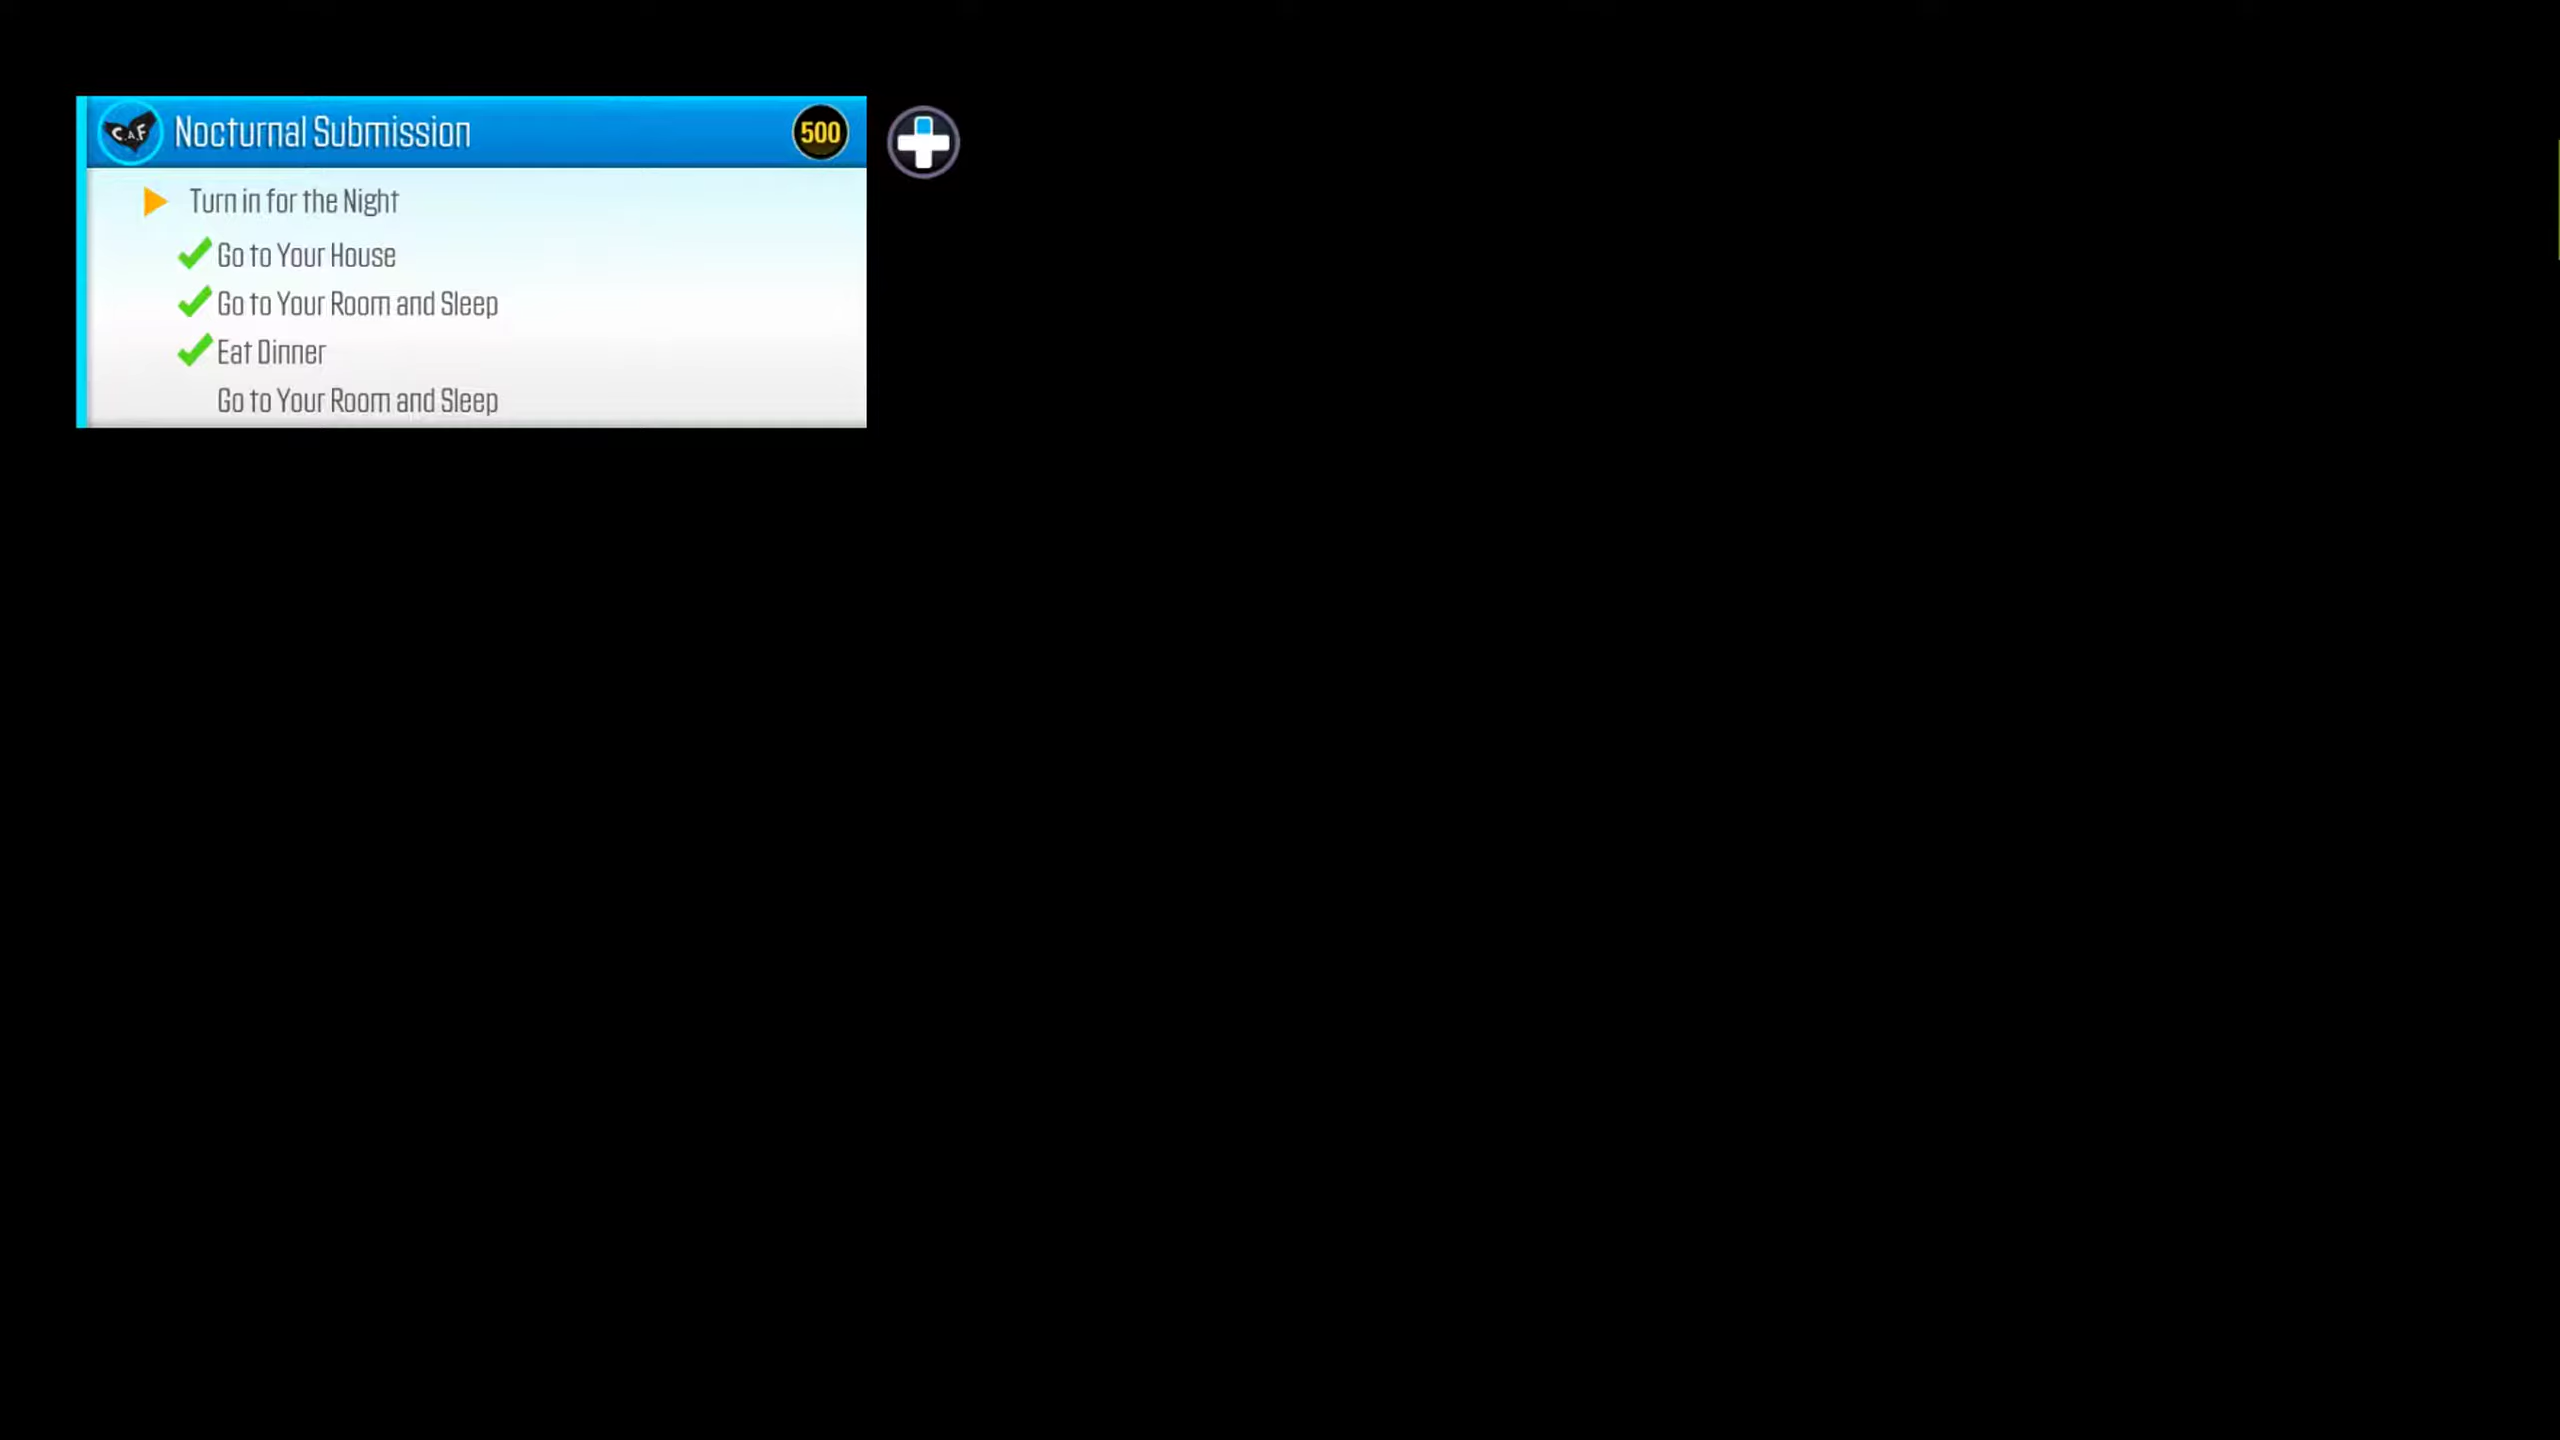 C.A.F
Nocturnal Submission
500
Turn in for the Night
Go to Your House
Go to Your Room and Sleep
Eat Dinner
Go to Your Room and Sleep